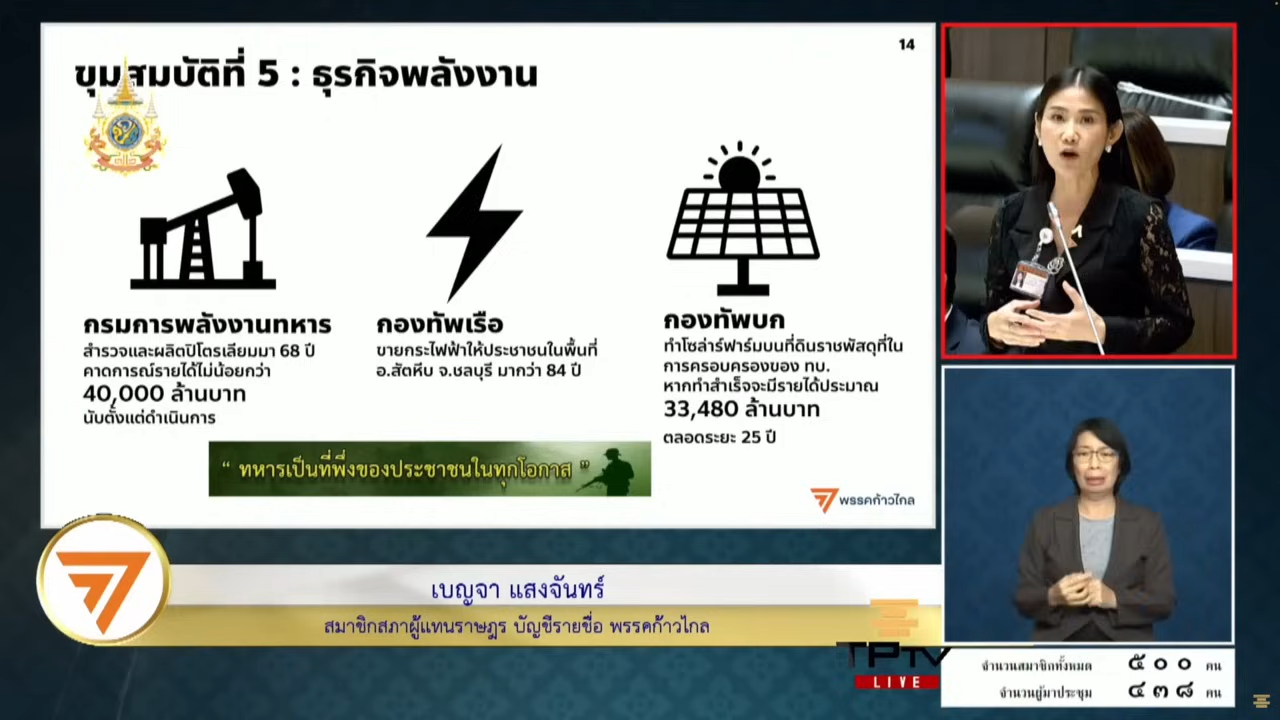 14
ขุมสมบัติที่ 5 : ธุรกิจพลังงาน
กรมการพลังงานทหาร
สำรวจและผลิตปิโตรเลียมมา 68 ปี
คาดการณ์รายได้ไม่น้อยกว่า
40,000 ล้านบาท
นับตั้งแต่ดำเนินการ
กองทัพเรือ
ขายกระไฟฟ้าให้ประชาชนในพื้นที่
อ.สัตหีบ จ.ชลบุรี มากว่า 84 ปี
กองทัพบก
ทำโซล่าร์ฟาร์มบนที่ดินราชพัสดุที่ใน
การครอบครองของ ทบ.
หากทำสำเร็จจะมีรายได้ประมาณ
33,480 ล้านบาท
ตลอดระยะ 25 ปี
“ ทหารเป็นที่พึ่งของประชาชนในทุกโอกาส ”
พรรคก้าวไกล
เบญจา แสงจันทร์
สมาชิกสภาผู้แทนราษฎร บัญชีรายชื่อ พรรคก้าวไกล
TPTV
LIVE
จำนวนสมาชิกทั้งหมด ๕๐๐ คน
จำนวนผู้มาประชุม ๔๓๘ คน